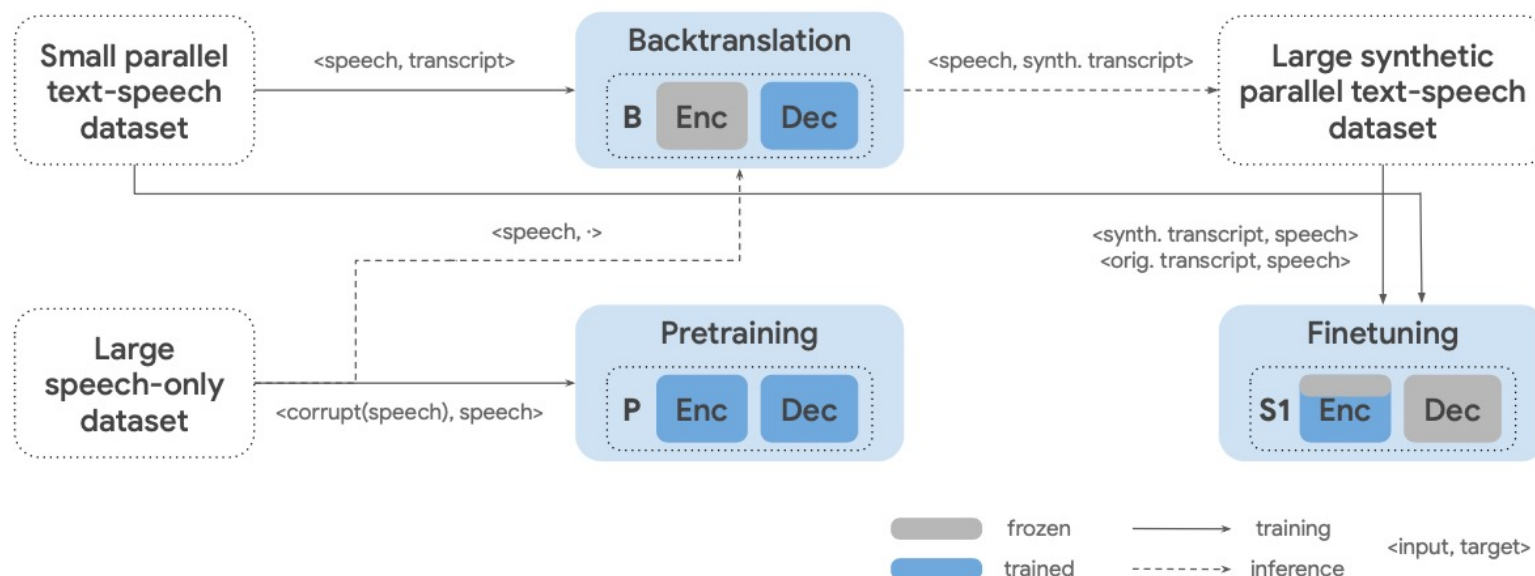 Small parallel
text-speech
dataset
<speech, transcript>
Backtranslation
B Enc Dec
<speech, synth. transcript>
Large synthetic
parallel text-speech
dataset
<speech, ·>
<synth. transcript, speech>
<orig. transcript, speech>
Large
speech-only
dataset
<corrupt(speech), speech>
Pretraining
P Enc Dec
Finetuning
S1 Enc Dec
frozen
training
<input, target>
trained
inference